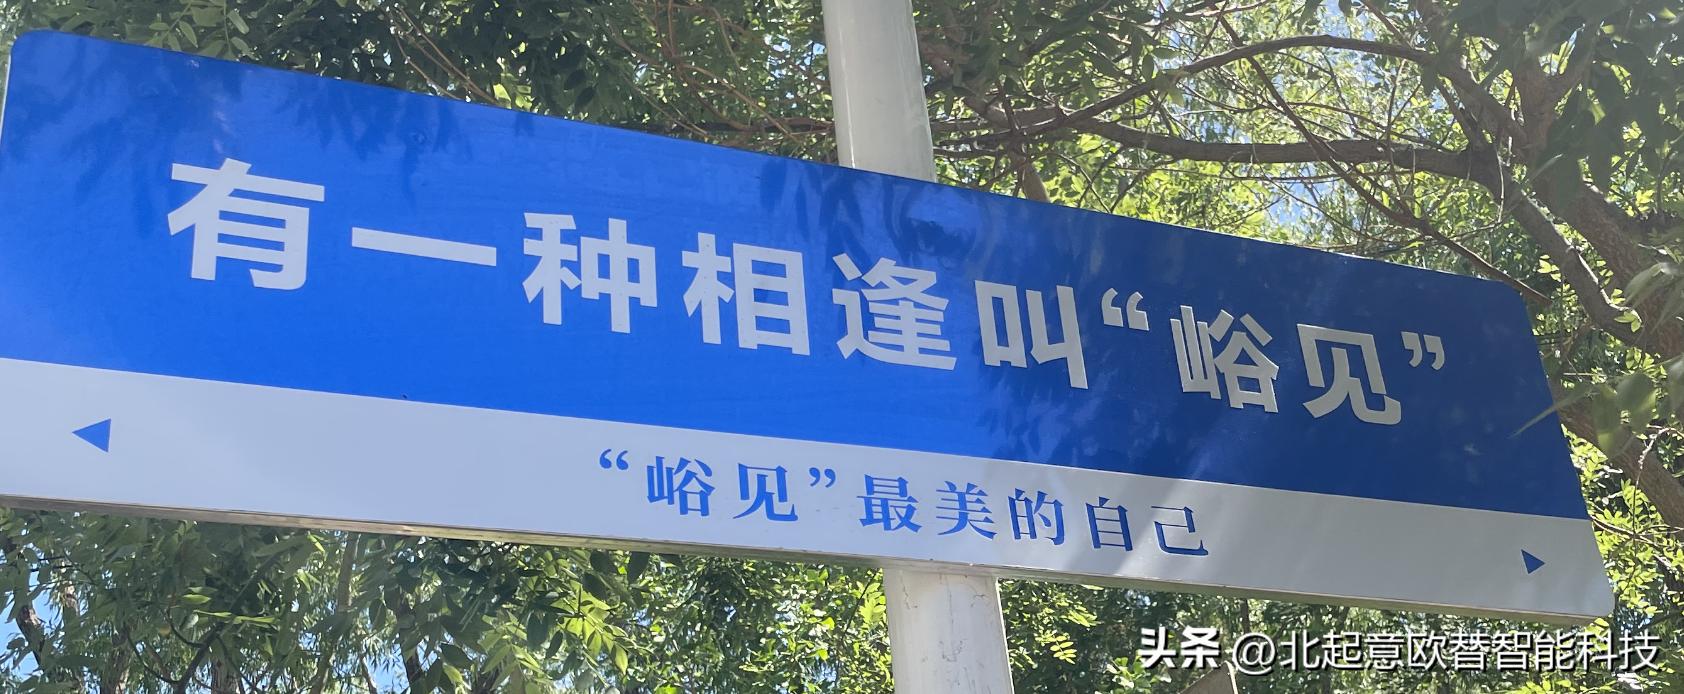 有一种相逢叫“峪见”
“峪见”最美的自己
头条 @北起意欧替智能科技